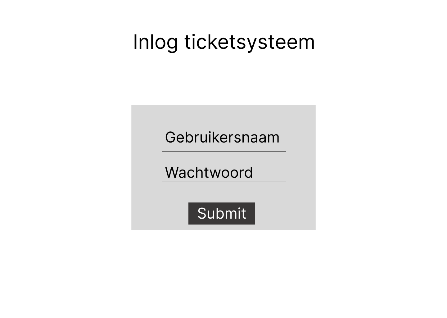 Inlog ticketsysteem
Gebruikersnaam
Wachtwoord
Submit